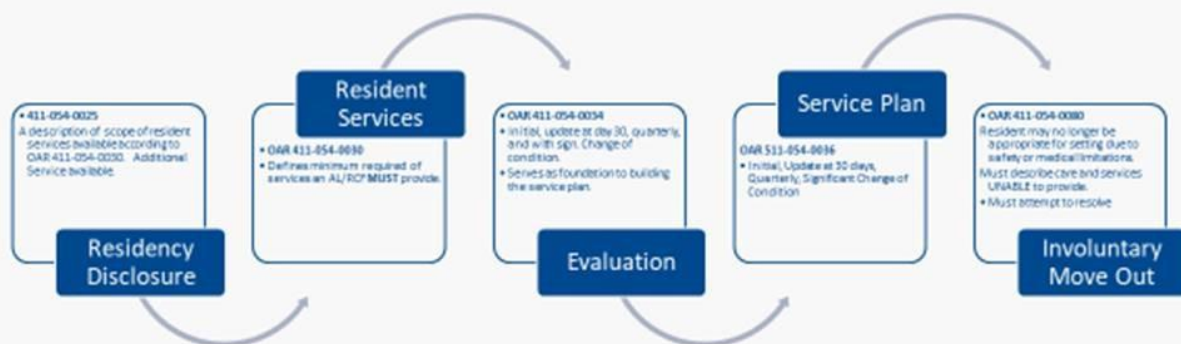 • 411-054-0025
A description of scope of resident
services available according to
OAR 411-054-0030. Additional
Service available.
Residency
Disclosure
Resident
Services
• OAR 411-054-0030
• Defines minimum required of
services an AL/RCF MUST provide.
• OAR 411-054-0034
• Initial, update at day 30, quarterly,
and with sign. Change of
condition.
• Serves as foundation to building
the service plan.
Evaluation
Service Plan
OAR 511-054-0036
• Initial, Update at 30 days,
Quarterly, Significant Change of
Condition
• OAR 411-054-0080
Resident may no longer be
appropriate for setting due to
safety or medical limitations.
Must describe care and services
UNABLE to provide.
• Must attempt to resolve
Involuntary
Move Out